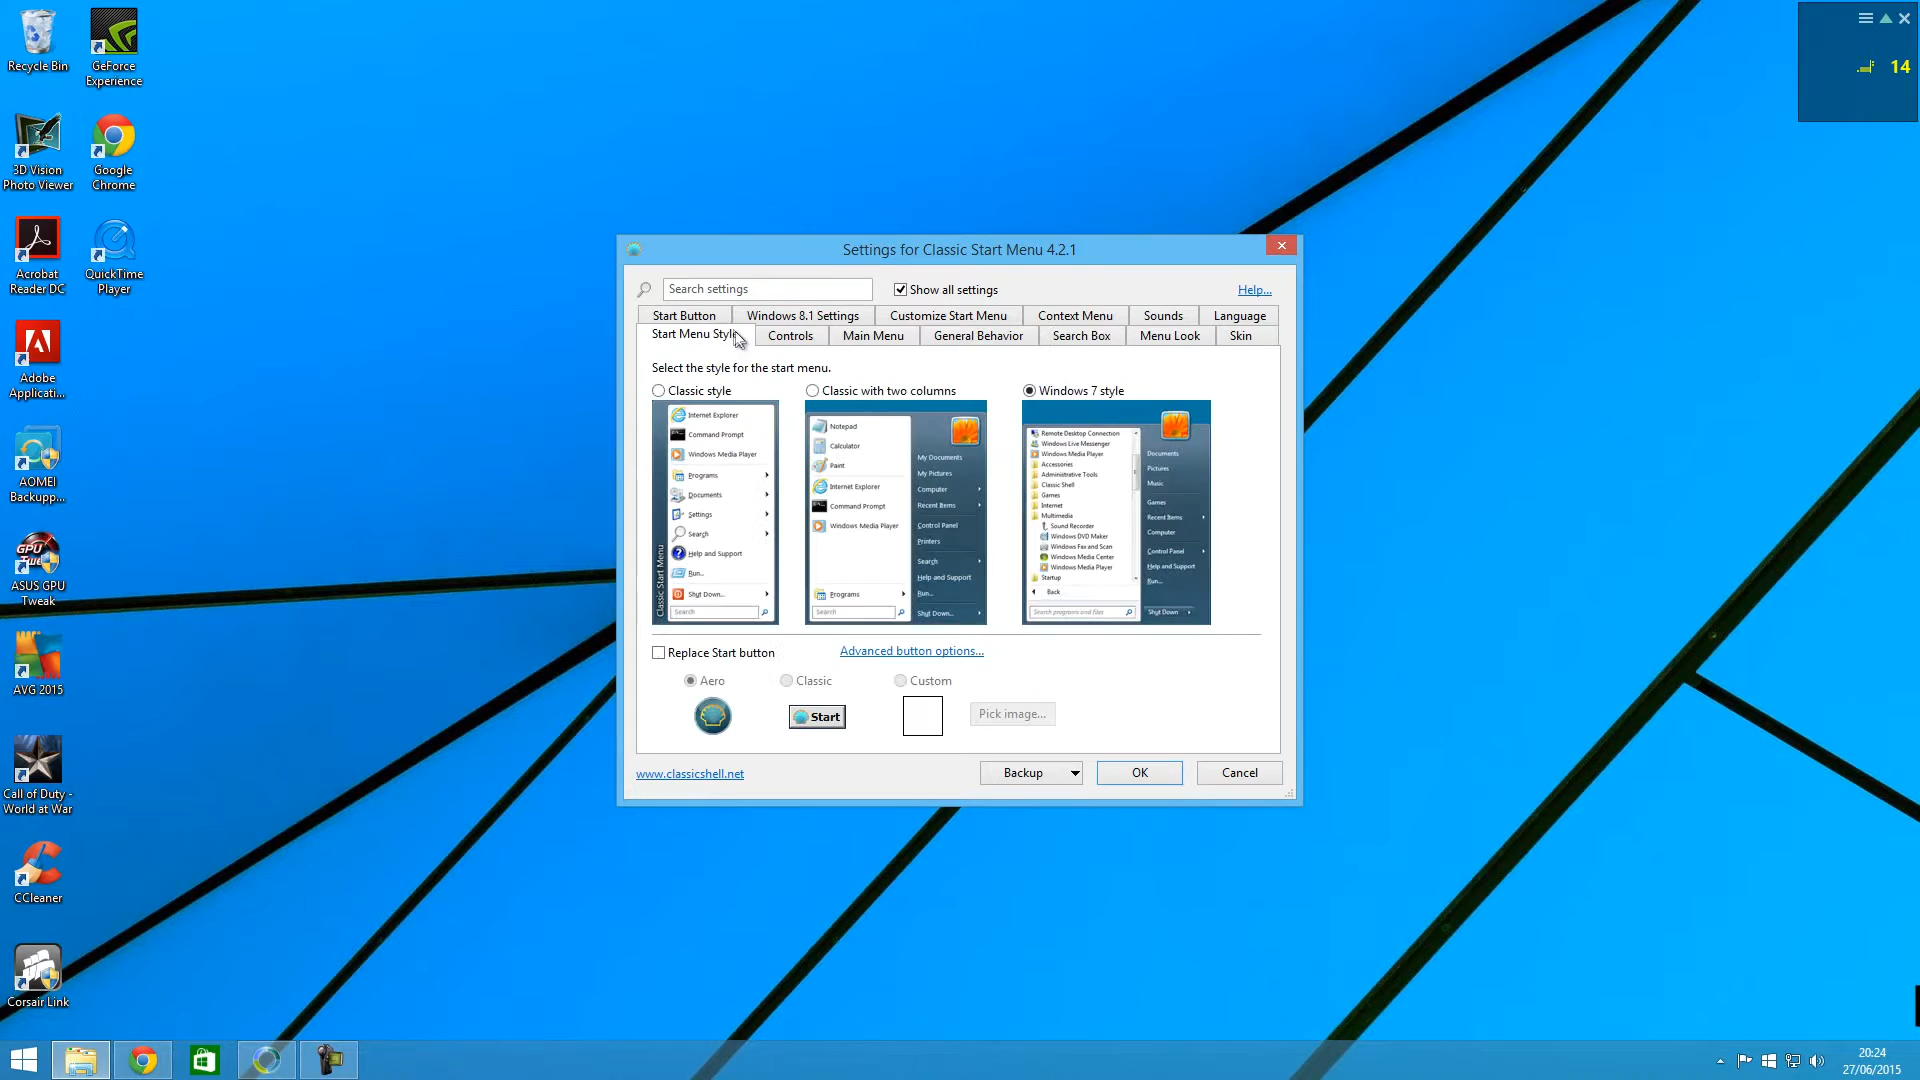 Recycle Bin
GeForce
Experience
3D Vision
Photo Viewer
Google
Chrome
Acrobat
Reader DC
QuickTime
Player
Adobe
Applicati...
AOMEI
Backupp...
GPU
Tweak
ASUS GPU
Tweak
AVG 2015
Call of Duty -
World at War
CCleaner
Corsair Link
14
Settings for Classic Start Menu 4.2.1
Search settings
Show all settings
Help...
Start Button
Windows 8.1 Settings
Customize Start Menu
Context Menu
Sounds
Language
Start Menu Style
Controls
Main Menu
General Behavior
Search Box
Menu Look
Skin
Select the style for the start menu.
Classic style
Classic with two columns
Windows 7 style
Internet Explorer
Command Prompt
Windows Media Player
Programs
Documents
Settings
Search
Help and Support
Run...
Shut Down...
Search
Classic Start Menu
Notepad
Calculator
Paint
Internet Explorer
Command Prompt
Windows Media Player
Programs
Search
My Documents
My Pictures
Computer
Recent Items
Control Panel
Printers
Search
Help and Support
Run...
Shut Down...
Remote Desktop Connection
Windows Live Messenger
Windows Media Player
Accessories
Administrative Tools
Classic Shell
Games
Internet
Multimedia
Sound Recorder
Windows DVD Maker
Windows Fax and Scan
Windows Media Center
Windows Media Player
Startup
Back
Search programs and files
Documents
Pictures
Music
Games
Recent Items
Computer
Control Panel
Help and Support
Run...
Shut Down
Replace Start button
Advanced button options...
Aero
Classic
Custom
Start
Pick image...
www.classicshell.net
Backup
OK
Cancel
20:24
27/06/2015